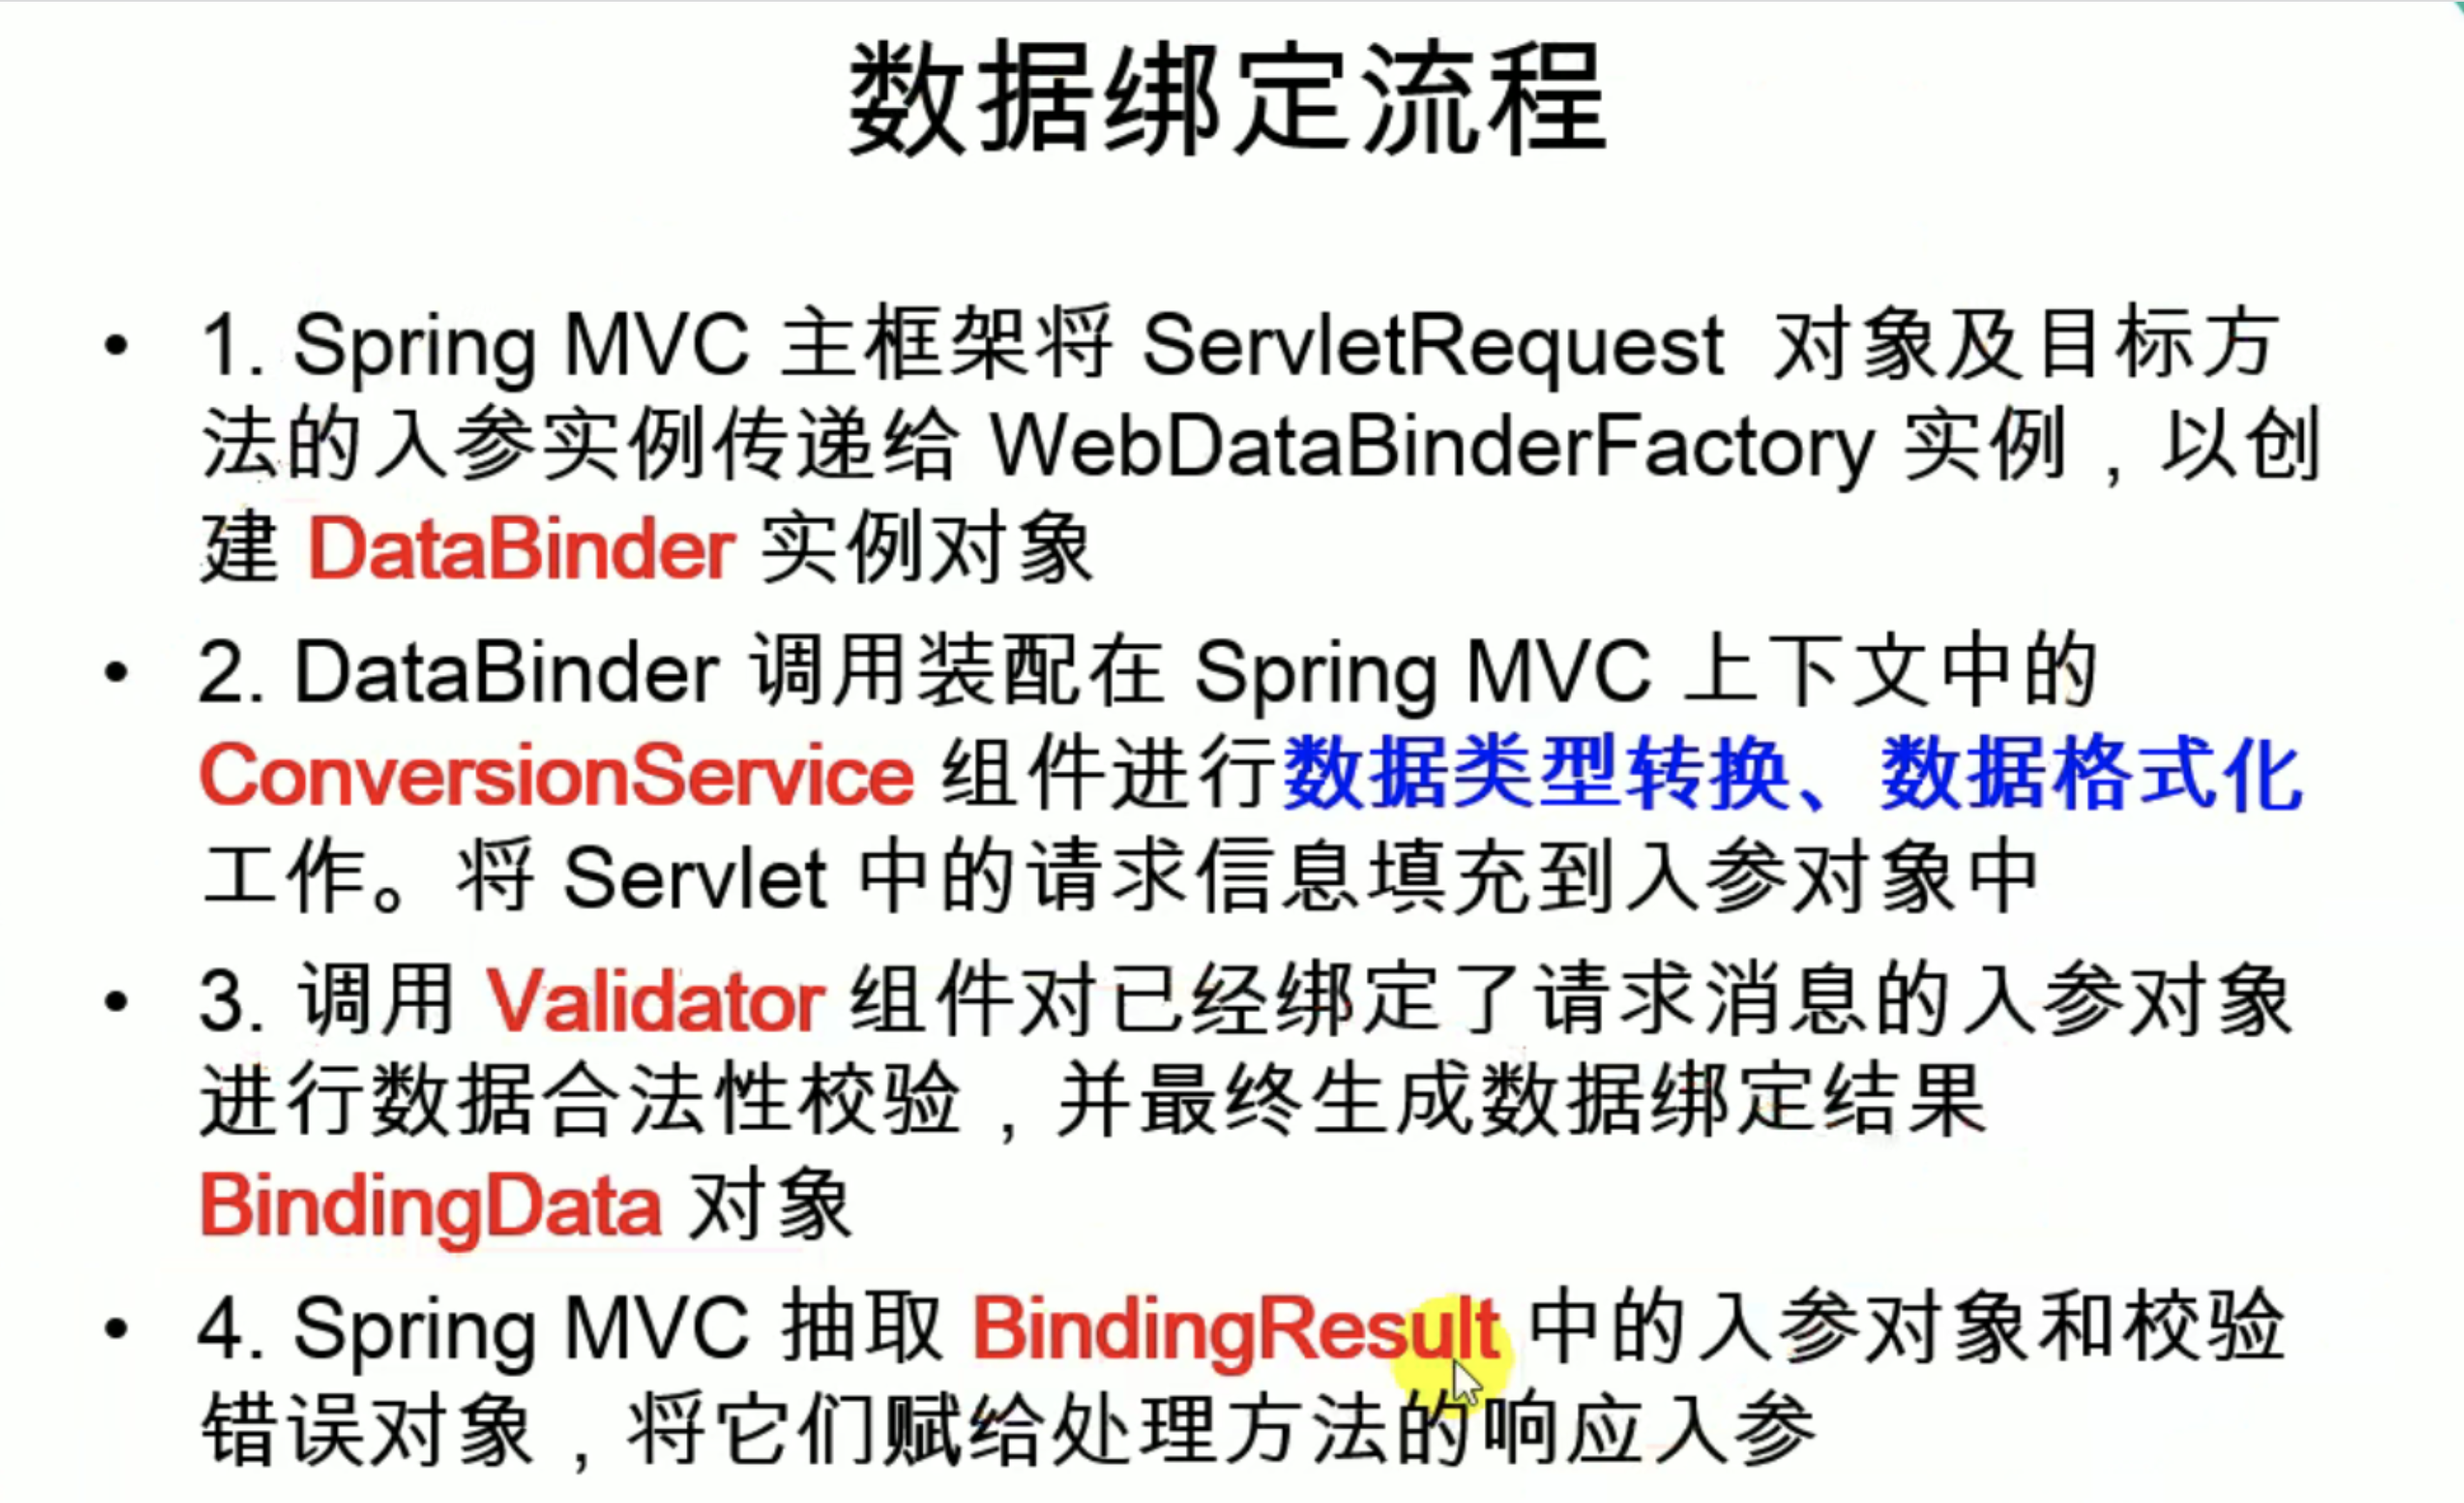 数据绑定流程
• 1. Spring MVC 主框架将 ServletRequest 对象及目标方
法的入参实例传递给 WebDataBinderFactory 实例，以创
建 DataBinder 实例对象
• 2. DataBinder 调用装配在 Spring MVC 上下文中的
ConversionService 组件进行数据类型转换、数据格式化
工作。将 Servlet 中的请求信息填充到入参对象中
• 3. 调用 Validator 组件对已经绑定了请求消息的入参对象
进行数据合法性校验，并最终生成数据绑定结果
BindingData 对象
• 4. Spring MVC 抽取 BindingResult 中的入参对象和校验
错误对象，将它们赋给处理方法的响应入参